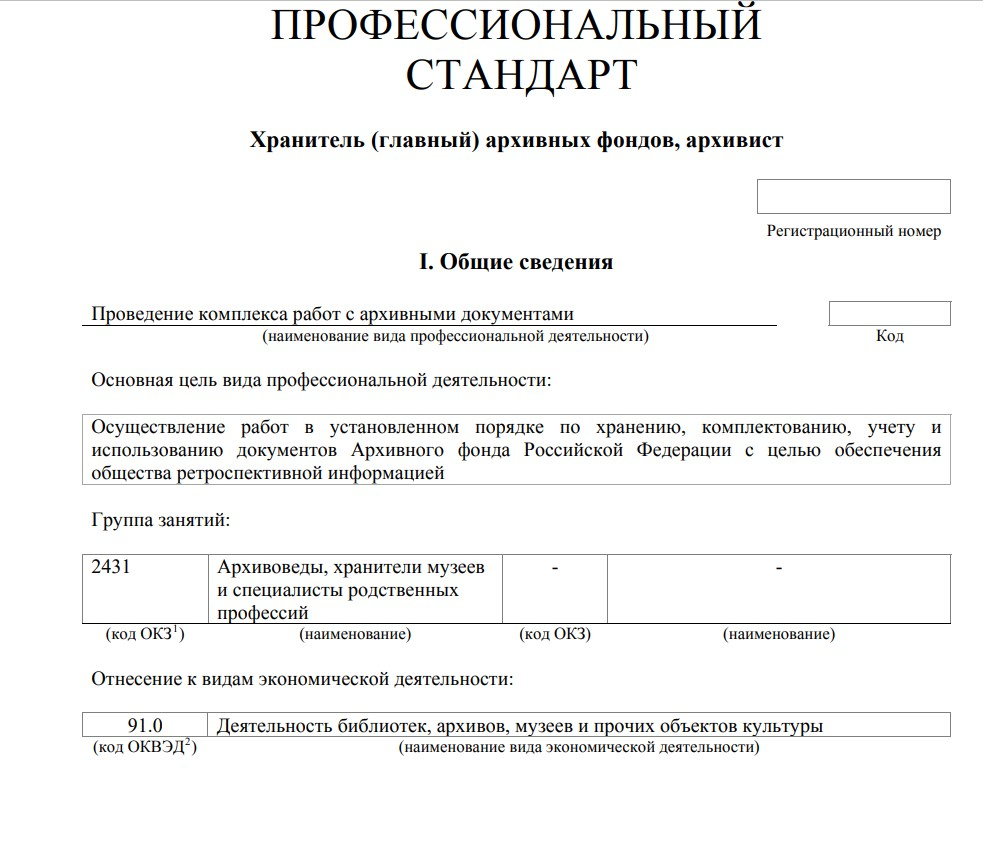 ПРОФЕССИОНАЛЬНЫЙ
СТАНДАРТ
Хранитель (главный) архивных фондов, архивист
Регистрационный номер
I. Общие сведения
Проведение комплекса работ с архивными документами
(наименование вида профессиональной деятельности) Код
Основная цель вида профессиональной деятельности:
Осуществление работ в установленном порядке по хранению, комплектованию, учету и
использованию документов Архивного фонда Российской Федерации с целью обеспечения
общества ретроспективной информацией
Группа занятий:
2431 Архивоведы, хранители музеев - -
и специалисты родственных
профессий
(код ОКЗ¹) (наименование) (код ОКЗ) (наименование)
Отнесение к видам экономической деятельности:
91.0 Деятельность библиотек, архивов, музеев и прочих объектов культуры
(код ОКВЭД²) (наименование вида экономической деятельности)